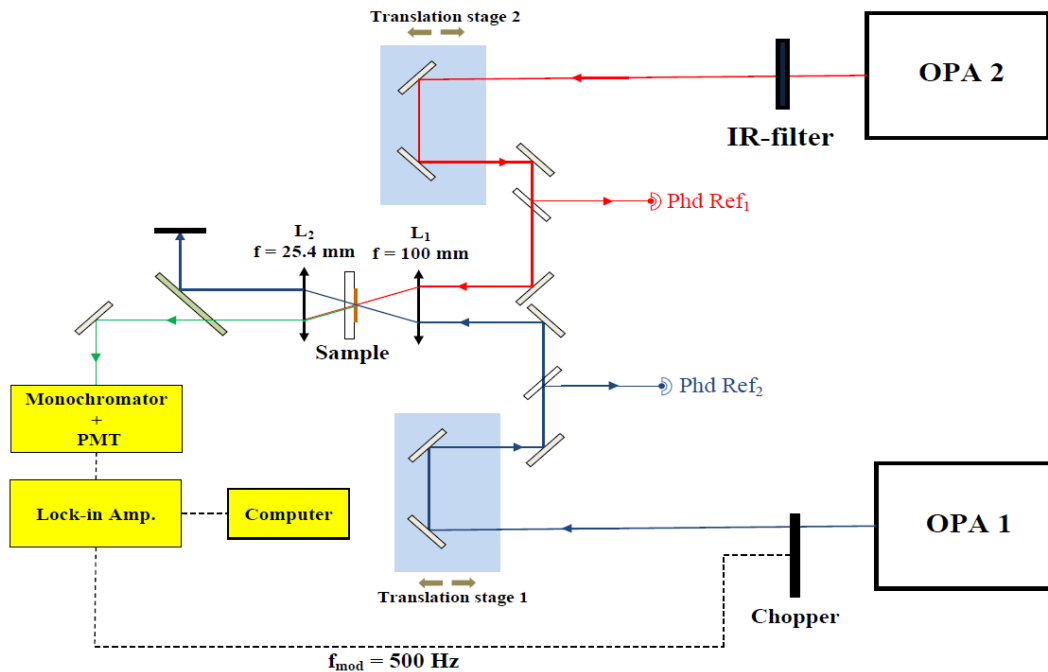 Translation stage 2
OPA 2
IR-filter
Phd Ref₁
L₂
f = 25.4 mm
L₁
f = 100 mm
Sample
Phd Ref₂
Monochromator
+
PMT
Lock-in Amp.
Computer
OPA 1
Translation stage 1
Chopper
f_mod = 500 Hz